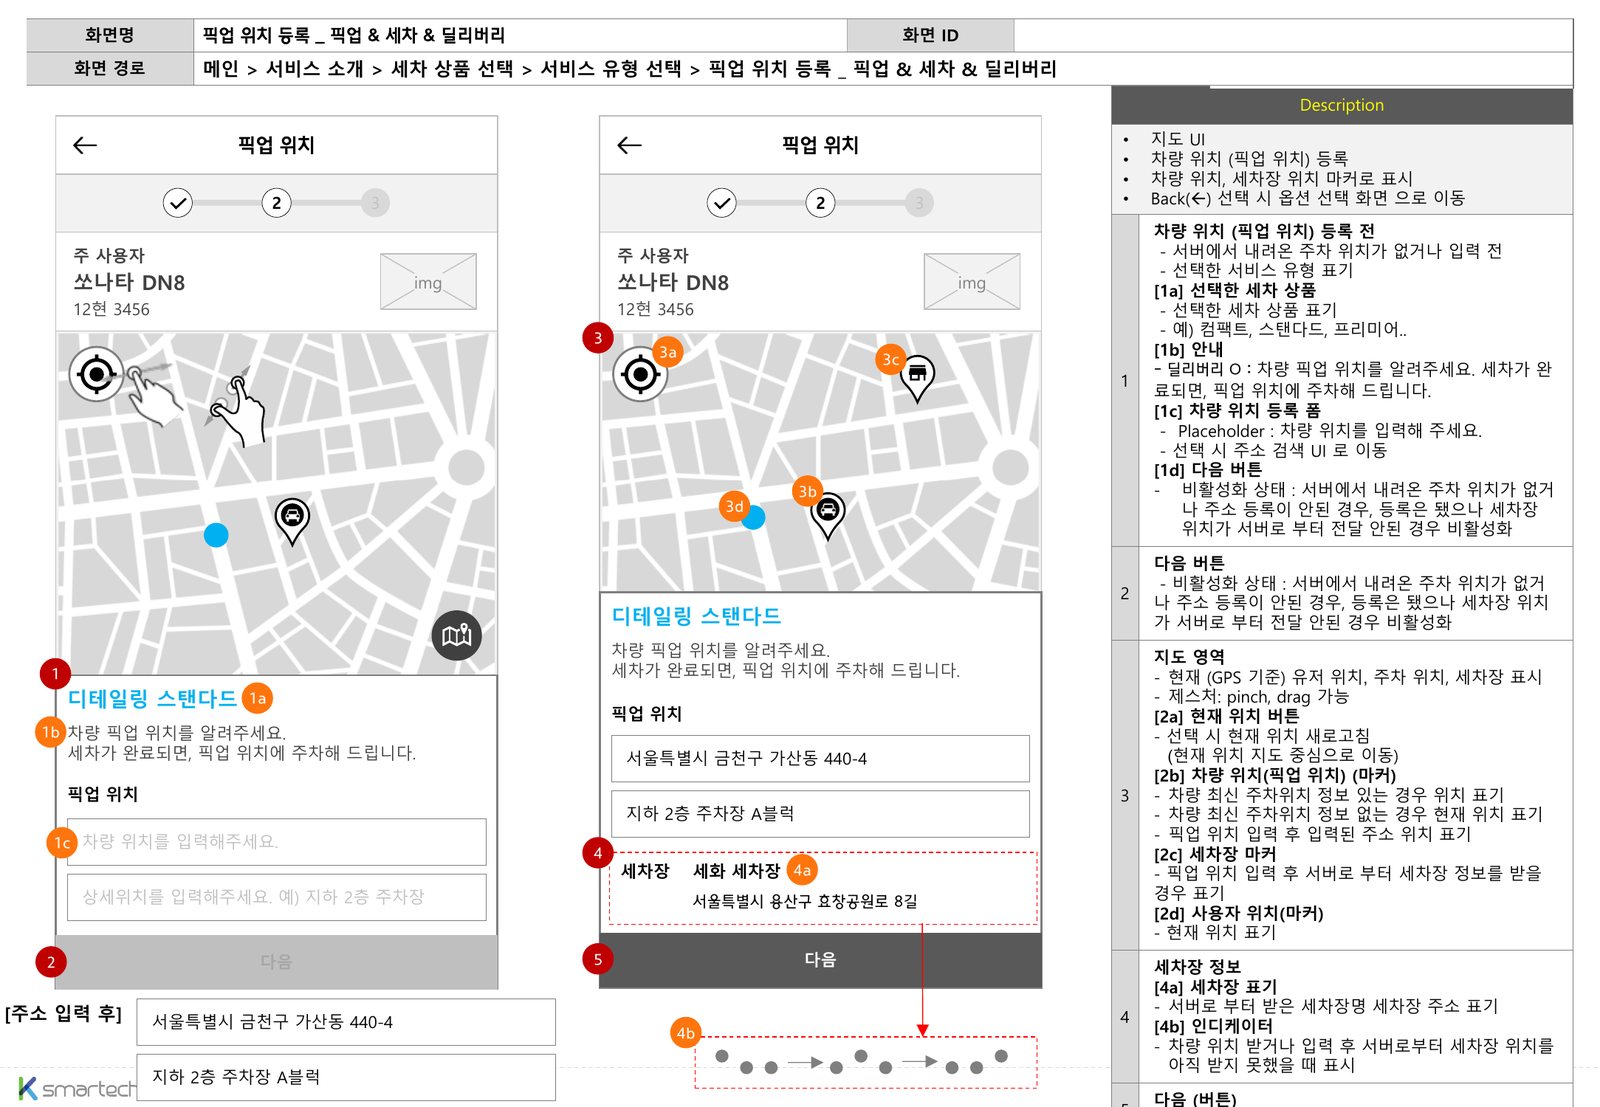 화면명
픽업 위치 등록 _ 픽업 & 세차 & 딜리버리
화면 ID
화면 경로
메인 > 서비스 소개 > 세차 상품 선택 > 서비스 유형 선택 > 픽업 위치 등록 _ 픽업 & 세차 & 딜리버리
픽업 위치
2
3
주 사용자
쏘나타 DN8
12현 3456
img
1
디테일링 스탠다드
1a
1b
차량 픽업 위치를 알려주세요.
세차가 완료되면, 픽업 위치에 주차해 드립니다.
픽업 위치
1c
차량 위치를 입력해주세요.
상세위치를 입력해주세요. 예) 지하 2층 주차장
2
다음
[주소 입력 후]
서울특별시 금천구 가산동 440-4
지하 2층 주차장 A블럭
smartech
픽업 위치
2
3
주 사용자
쏘나타 DN8
12현 3456
img
3
3a
3c
3b
3d
디테일링 스탠다드
차량 픽업 위치를 알려주세요.
세차가 완료되면, 픽업 위치에 주차해 드립니다.
픽업 위치
서울특별시 금천구 가산동 440-4
지하 2층 주차장 A블럭
4
세차장
세화 세차장
4a
서울특별시 용산구 효창공원로 8길
5
다음
4b
Description
• 지도 UI
• 차량 위치 (픽업 위치) 등록
• 차량 위치, 세차장 위치 마커로 표시
• Back(←) 선택 시 옵션 선택 화면 으로 이동
1
차량 위치 (픽업 위치) 등록 전
- 서버에서 내려온 주차 위치가 없거나 입력 전
- 선택한 서비스 유형 표기
[1a] 선택한 세차 상품
- 선택한 세차 상품 표기
- 예) 컴팩트, 스탠다드, 프리미어..
[1b] 안내
- 딜리버리 O : 차량 픽업 위치를 알려주세요. 세차가 완
료되면, 픽업 위치에 주차해 드립니다.
[1c] 차량 위치 등록 폼
- Placeholder : 차량 위치를 입력해 주세요.
- 선택 시 주소 검색 UI 로 이동
[1d] 다음 버튼
- 비활성화 상태 : 서버에서 내려온 주차 위치가 없거
나 주소 등록이 안된 경우, 등록은 됐으나 세차장
위치가 서버로 부터 전달 안된 경우 비활성화
2
다음 버튼
- 비활성화 상태 : 서버에서 내려온 주차 위치가 없거
나 주소 등록이 안된 경우, 등록은 됐으나 세차장 위치
가 서버로 부터 전달 안된 경우 비활성화
3
지도 영역
- 현재 (GPS 기준) 유저 위치, 주차 위치, 세차장 표시
- 제스처: pinch, drag 가능
[2a] 현재 위치 버튼
- 선택 시 현재 위치 새로고침
(현재 위치 지도 중심으로 이동)
[2b] 차량 위치(픽업 위치) (마커)
- 차량 최신 주차위치 정보 있는 경우 위치 표기
- 차량 최신 주차위치 정보 없는 경우 현재 위치 표기
- 픽업 위치 입력 후 입력된 주소 위치 표기
[2c] 세차장 마커
- 픽업 위치 입력 후 서버로 부터 세차장 정보를 받을
경우 표기
[2d] 사용자 위치(마커)
- 현재 위치 표기
4
세차장 정보
[4a] 세차장 표기
- 서버로 부터 받은 세차장명 세차장 주소 표기
[4b] 인디케이터
- 차량 위치 받거나 입력 후 서버로부터 세차장 위치를
아직 받지 못했을 때 표시
5
다음 (버튼)